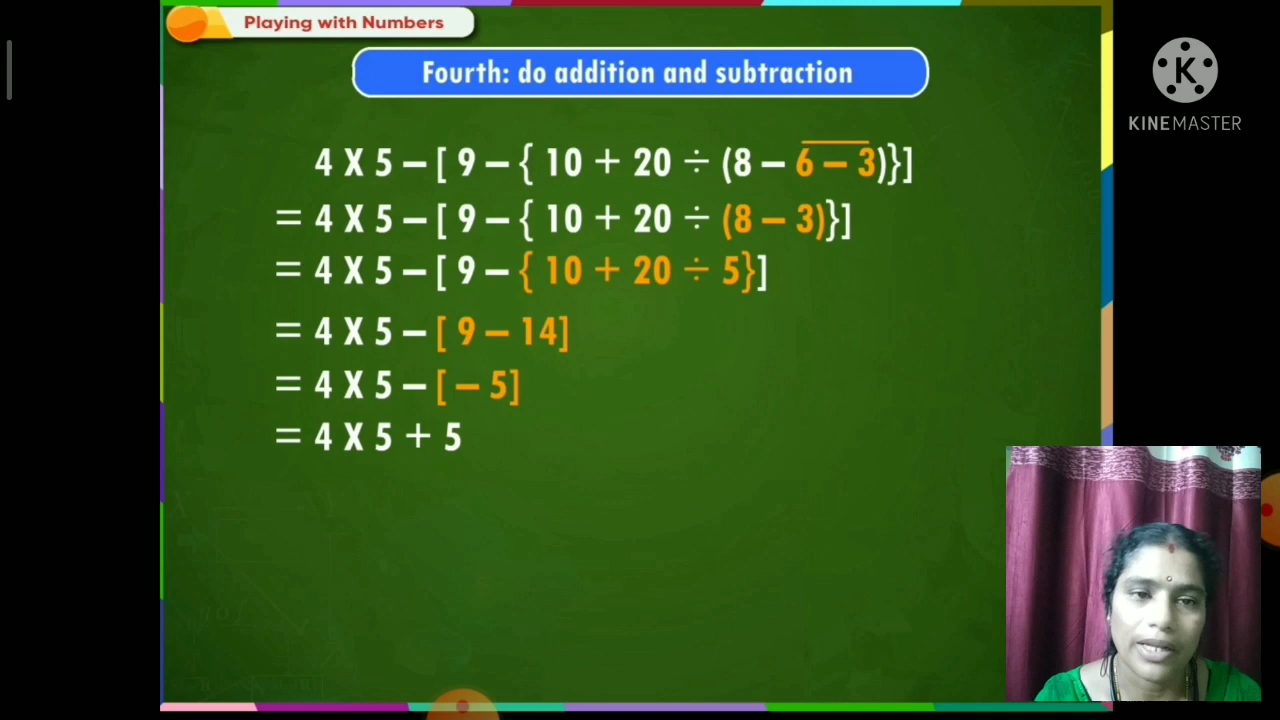 Playing with Numbers
Fourth: do addition and subtraction
4 X 5 – [ 9 – { 10 + 20 ÷ (8 – 6̅ ̅–̅ ̅3̅)}]
= 4 X 5 – [ 9 – { 10 + 20 ÷ (8 – 3)}]
= 4 X 5 – [ 9 – { 10 + 20 ÷ 5}]
= 4 X 5 – [ 9 – 14]
= 4 X 5 – [ – 5]
= 4 X 5 + 5
K
KINEMASTER